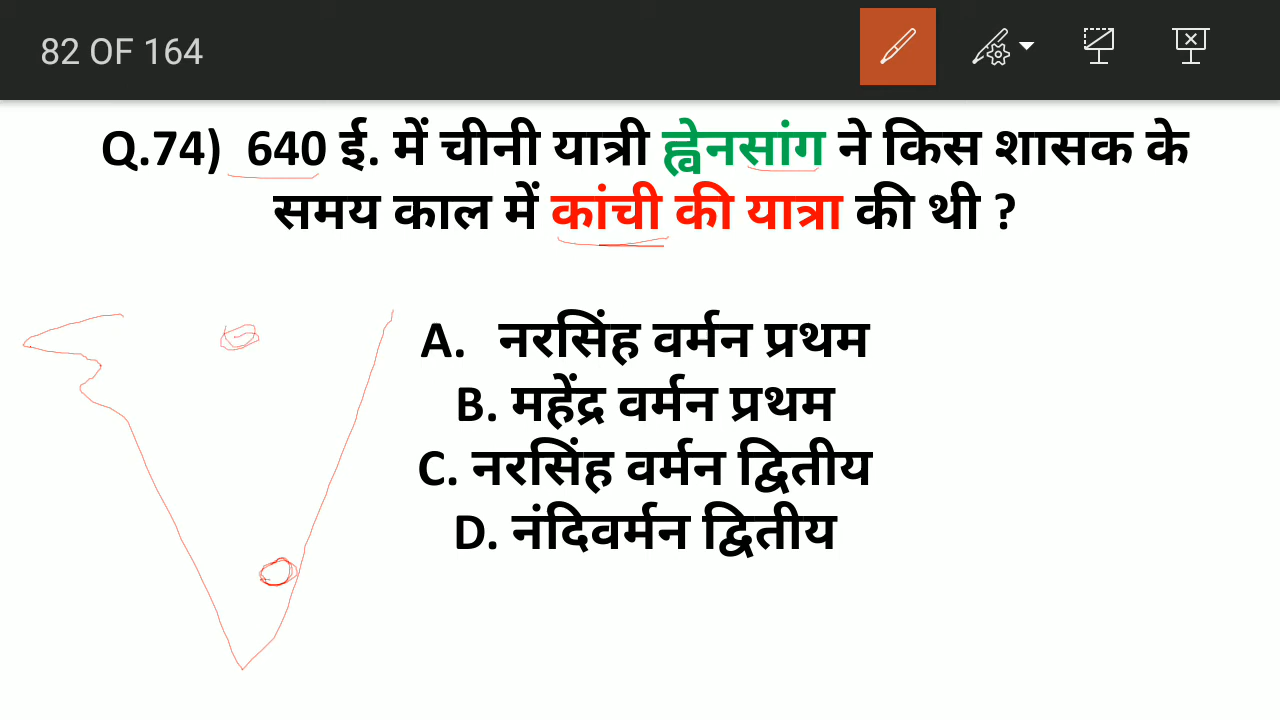 82 OF 164
Q.74) 640 ई. में चीनी यात्री ह्वेनसांग ने किस शासक के
समय काल में कांची की यात्रा की थी ?
A. नरसिंह वर्मन प्रथम
B. महेंद्र वर्मन प्रथम
C. नरसिंह वर्मन द्वितीय
D. नंदिवर्मन द्वितीय